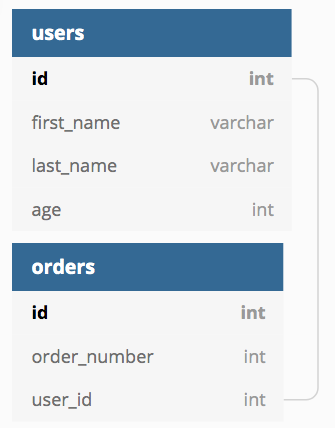 users
id int
first_name varchar
last_name varchar
age int
orders
id int
order_number int
user_id int